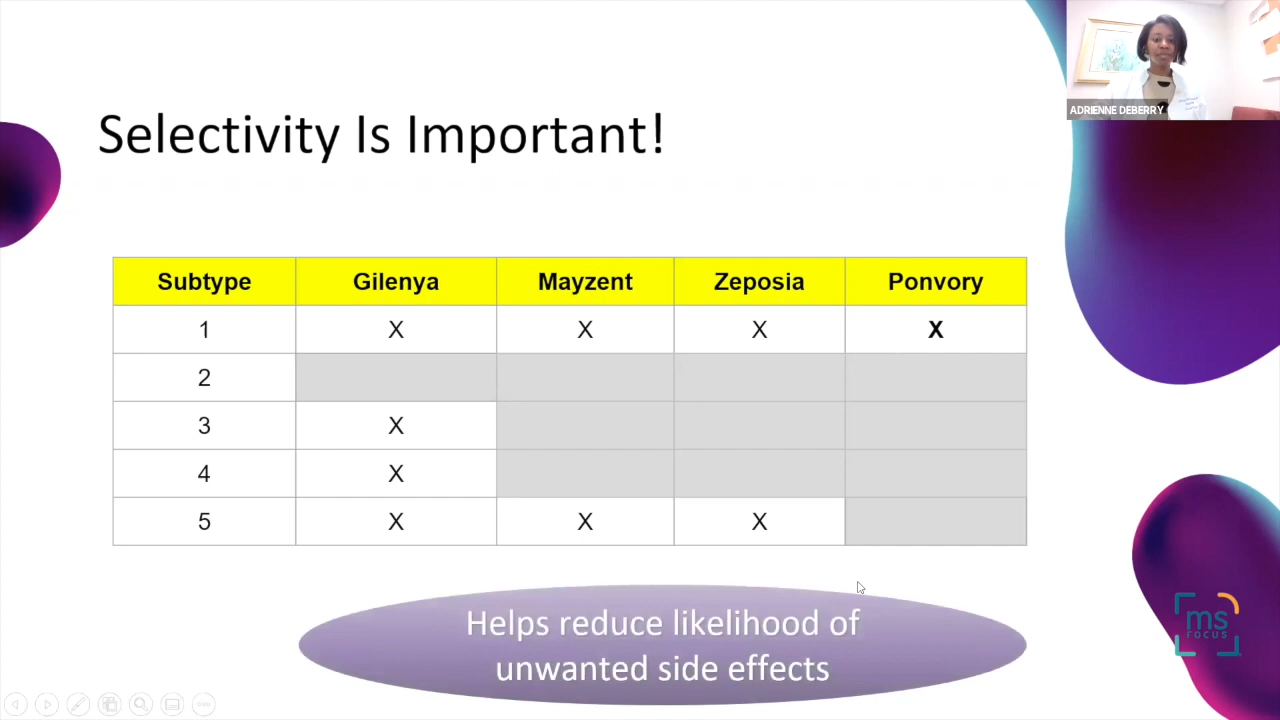 ADRIENNE DEBERRY
Selectivity Is Important!
Subtype Gilenya Mayzent Zeposia Ponvory
1 X X X X
2
3 X
4 X
5 X X X
Helps reduce likelihood of
unwanted side effects
ms
FOCUS